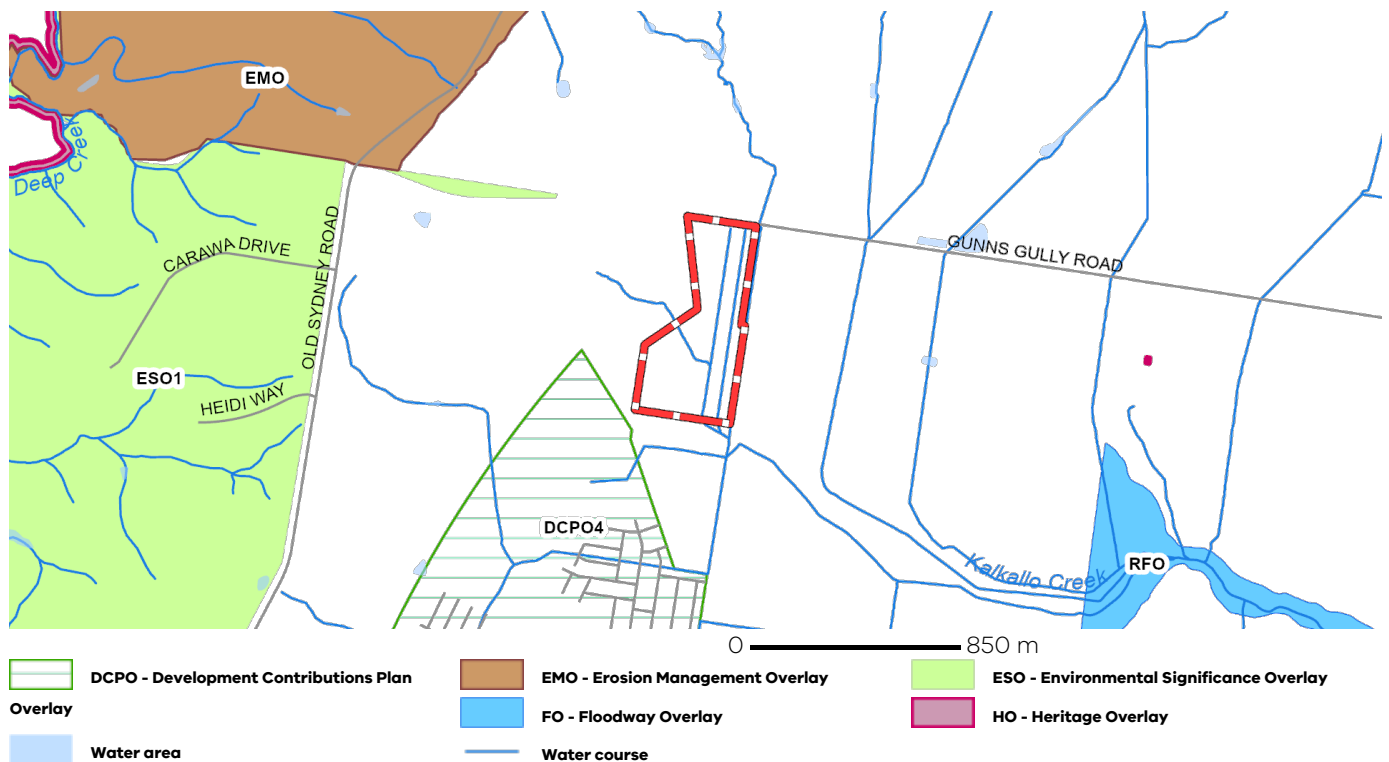 EMO
Deep Creek
CARAWA DRIVE
OLD SYDNEY ROAD
GUNNS GULLY ROAD
ESO1
HEIDI WAY
DCPO4
Kalkallo Creek
RFO
0 850 m
DCPO - Development Contributions Plan
Overlay
EMO - Erosion Management Overlay
ESO - Environmental Significance Overlay
FO - Floodway Overlay
HO - Heritage Overlay
Water area
Water course